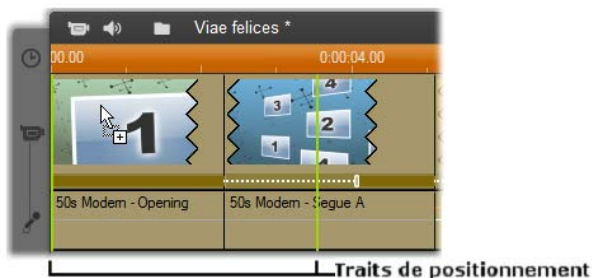 Viae felices *
00.00 0:00:04.00
1
3 4 2 1
50s Modern - Opening 50s Modern - Segue A
Traits de positionnement